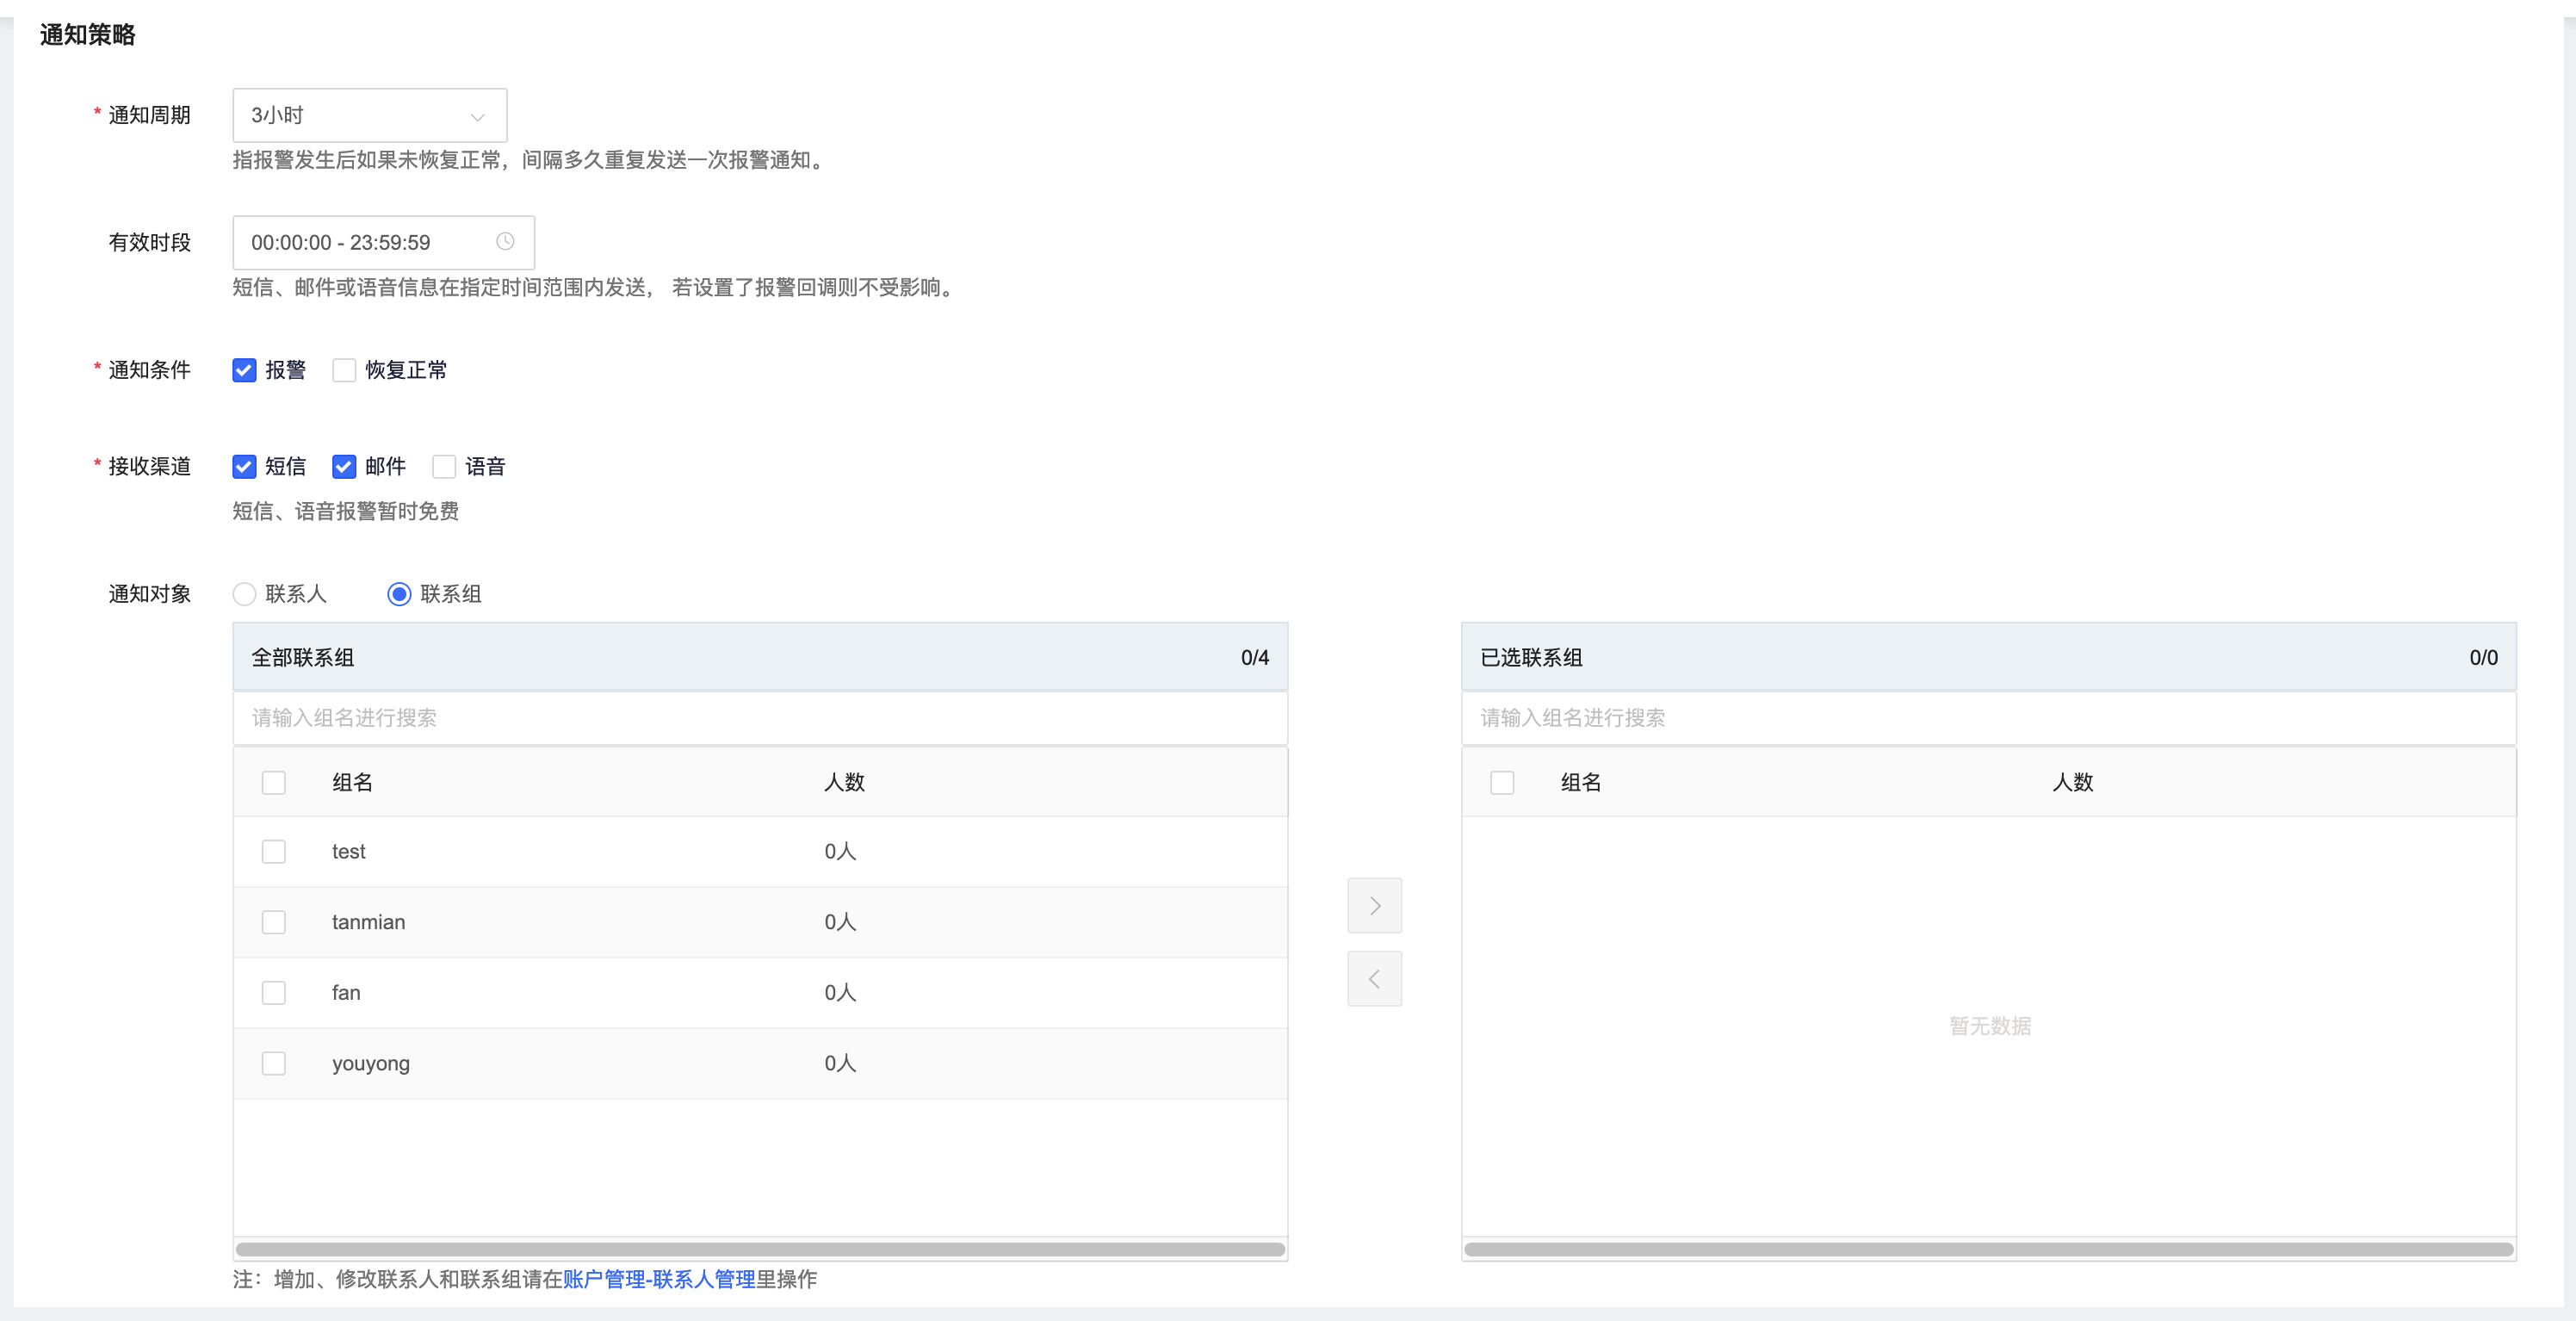 通知策略
* 通知周期 3小时
指报警发生后如果未恢复正常，间隔多久重复发送一次报警通知。
有效时段 00:00:00 - 23:59:59
短信、邮件或语音信息在指定时间范围内发送， 若设置了报警回调则不受影响。
* 通知条件 报警 恢复正常
* 接收渠道 短信 邮件 语音
短信、语音报警暂时免费
通知对象 联系人 联系组
全部联系组 0/4
请输入组名进行搜索
组名 人数
test 0人
tanmian 0人
fan 0人
youyong 0人
已选联系组 0/0
请输入组名进行搜索
组名 人数
暂无数据
注：增加、修改联系人和联系组请在账户管理-联系人管理里操作